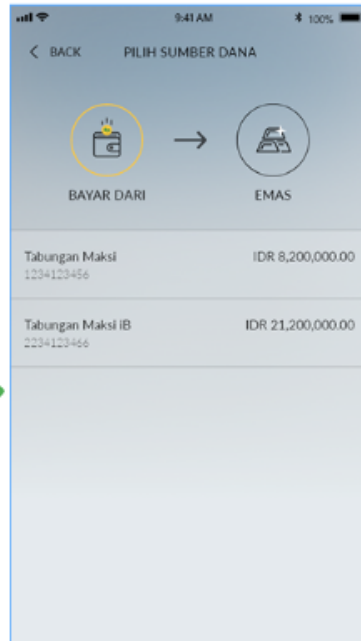 9:41 AM 100%
BACK PILIH SUMBER DANA
BAYAR DARI EMAS
Tabungan Maksi IDR 8,200,000.00
1234123456
Tabungan Maksi iB IDR 21,200,000.00
2234123466